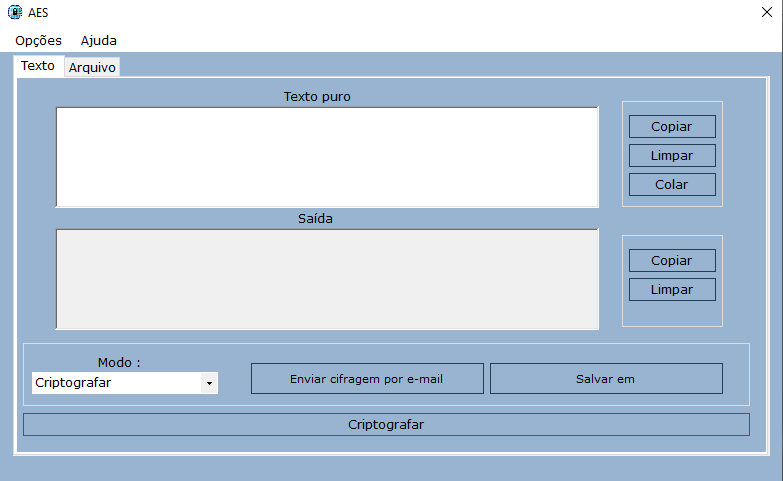 AES
Opções Ajuda
Texto Arquivo
Texto puro
Copiar
Limpar
Colar
Saída
Copiar
Limpar
Modo :
Criptografar
Enviar cifragem por e-mail
Salvar em
Criptografar